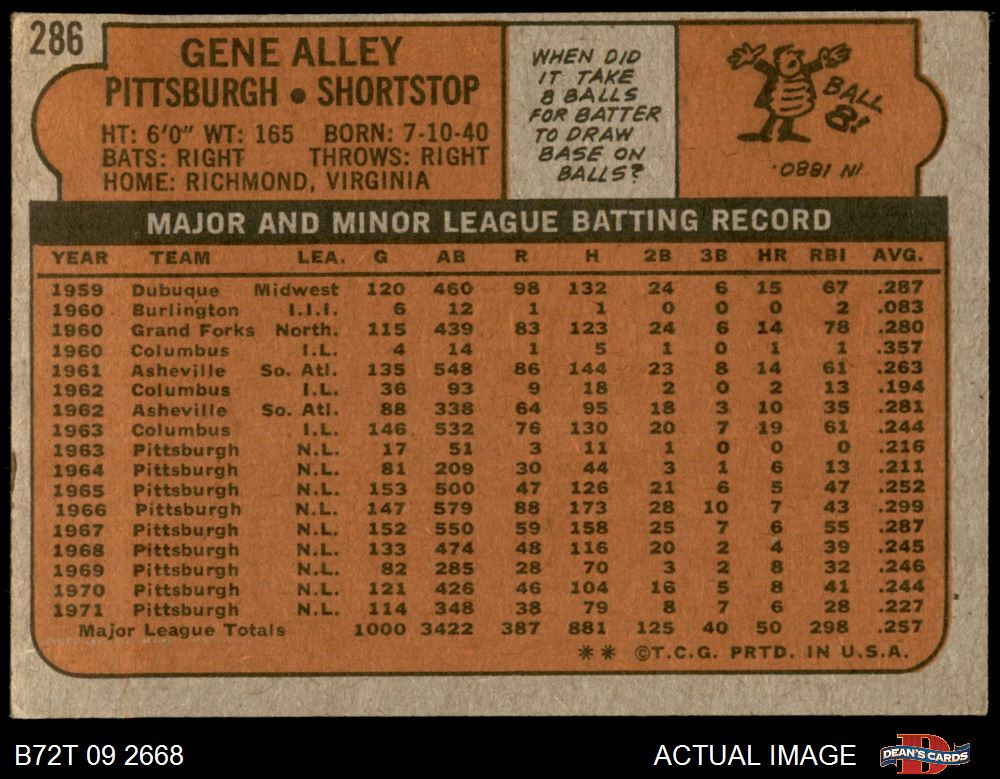 286
GENE ALLEY
PITTSBURGH • SHORTSTOP
HT: 6'0" WT: 165 BORN: 7-10-40
BATS: RIGHT THROWS: RIGHT
HOME: RICHMOND, VIRGINIA
WHEN DID
IT TAKE
8 BALLS
FOR BATTER
TO DRAW
BASE ON
BALLS?
BALL
8!
IN 1880.
MAJOR AND MINOR LEAGUE BATTING RECORD
YEAR TEAM LEA. G AB R H 2B 3B HR RBI AVG.
1959 Dubuque Midwest 120 460 98 132 24 6 15 67 .287
1960 Burlington I.I.I. 6 12 1 1 0 0 0 2 .083
1960 Grand Forks North. 115 439 83 123 24 6 14 78 .280
1960 Columbus I.L. 4 14 1 5 1 0 1 1 .357
1961 Asheville So. Atl. 135 548 86 144 23 8 14 61 .263
1962 Columbus I.L. 36 93 9 18 2 0 2 13 .194
1962 Asheville So. Atl. 88 338 64 95 18 3 10 35 .281
1963 Columbus I.L. 146 532 76 130 20 7 19 61 .244
1963 Pittsburgh N.L. 17 51 3 11 1 0 0 0 .216
1964 Pittsburgh N.L. 81 209 30 44 3 1 6 13 .211
1965 Pittsburgh N.L. 153 500 47 126 21 6 5 47 .252
1966 Pittsburgh N.L. 147 579 88 173 28 10 7 43 .299
1967 Pittsburgh N.L. 152 550 59 158 25 7 6 55 .287
1968 Pittsburgh N.L. 133 474 48 116 20 2 4 39 .245
1969 Pittsburgh N.L. 82 285 28 70 3 2 8 32 .246
1970 Pittsburgh N.L. 121 426 46 104 16 5 8 41 .244
1971 Pittsburgh N.L. 114 348 38 79 8 7 6 28 .227
Major League Totals 1000 3422 387 881 125 40 50 298 .257
** ©T.C.G. PRTD. IN U.S.A.
B72T 09 2668
ACTUAL IMAGE
D
DEAN'S CARDS